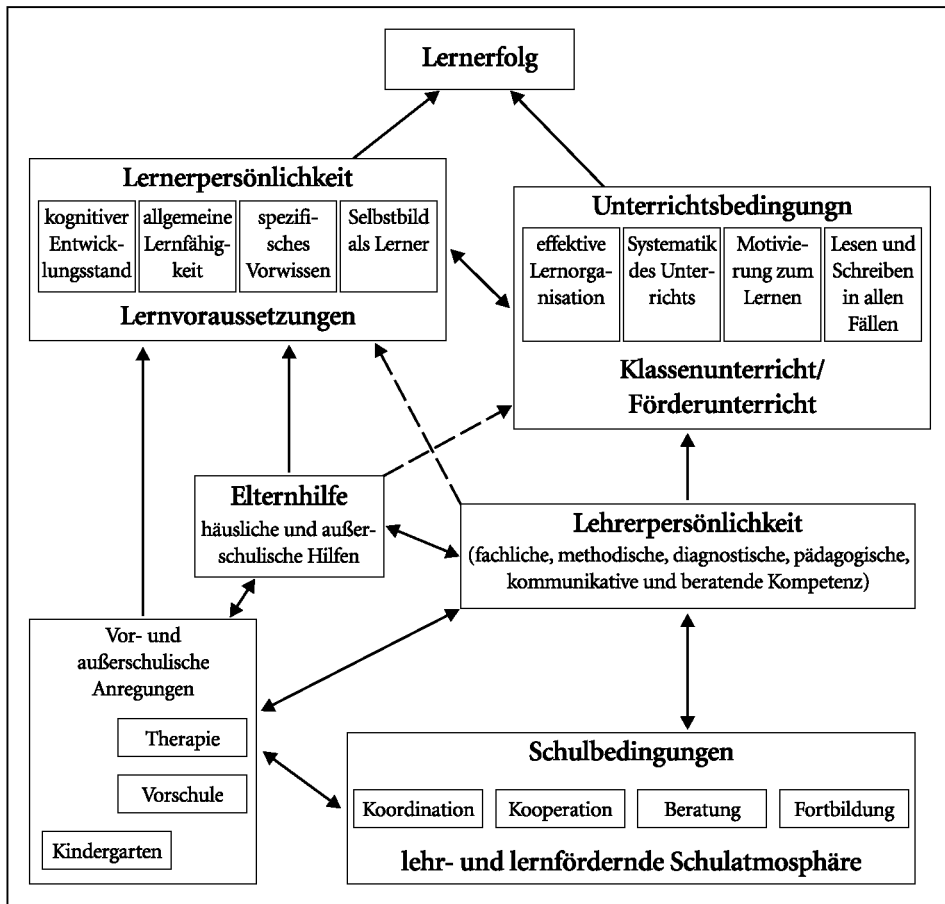 Lernerfolg
Lernerpersönlichkeit
kognitiver
Entwick-
lungsstand
allgemeine
Lernfähig-
keit
spezifi-
sches
Vorwissen
Selbstbild
als Lerner
Lernvoraussetzungen
Unterrichtsbedingungn
effektive
Lernorga-
nisation
Systematik
des Unter-
richts
Motivie-
rung zum
Lernen
Lesen und
Schreiben
in allen
Fällen
Klassenunterricht/
Förderunterricht
Elternhilfe
häusliche und außer-
schulische Hilfen
Lehrerpersönlichkeit
(fachliche, methodische, diagnostische, pädagogische,
kommunikative und beratende Kompetenz)
Vor- und
außerschulische
Anregungen
Therapie
Vorschule
Kindergarten
Schulbedingungen
Koordination
Kooperation
Beratung
Fortbildung
lehr- und lernfördernde Schulatmosphäre